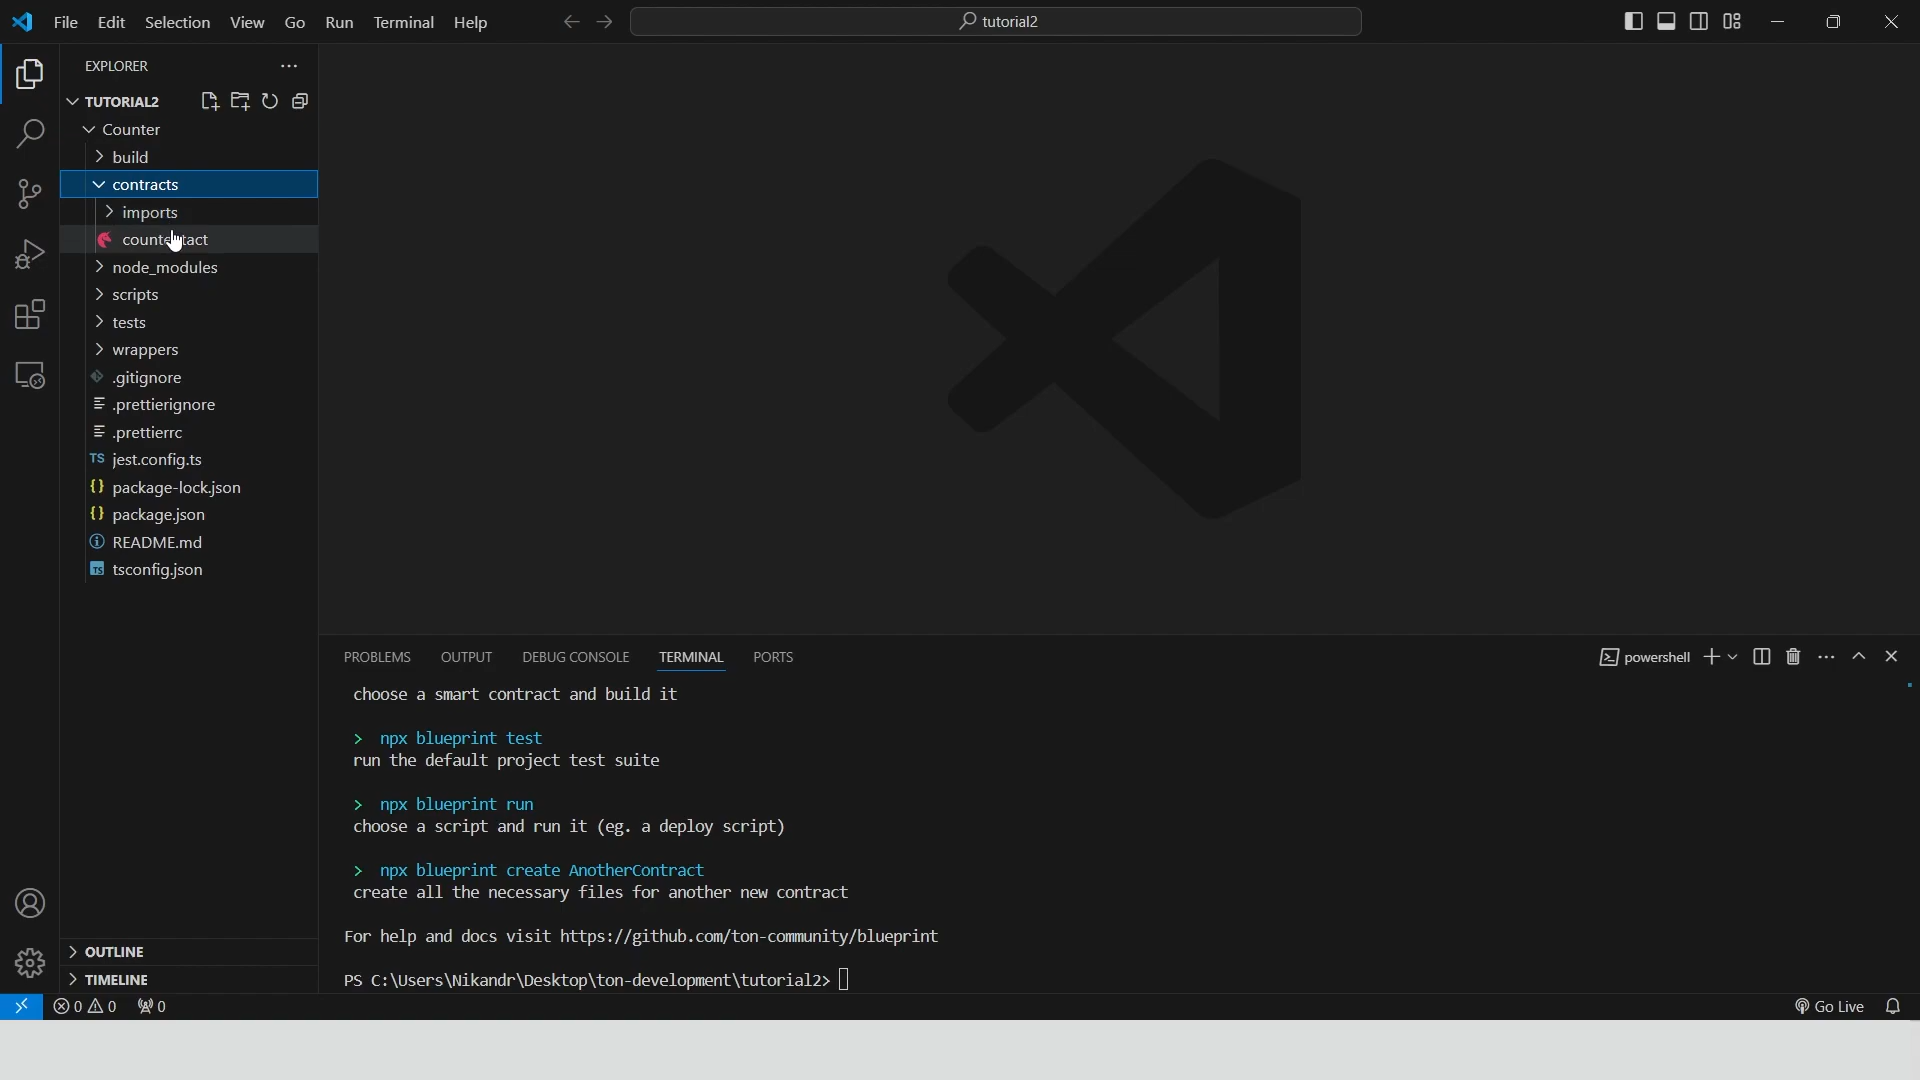 File Edit Selection View Go Run Terminal Help
tutorial2
EXPLORER
TUTORIAL2
Counter
build
contracts
imports
node_modules
scripts
tests
wrappers
.gitignore
.prettierignore
.prettierrc
TS jest.config.ts
{} package-lock.json
{} package.json
README.md
TS tsconfig.json
OUTLINE
TIMELINE
PROBLEMS OUTPUT DEBUG CONSOLE TERMINAL PORTS
powershell
choose a smart contract and build it
> npx blueprint test
run the default project test suite
> npx blueprint run
choose a script and run it (eg. a deploy script)
> npx blueprint create AnotherContract
create all the necessary files for another new contract
For help and docs visit https://github.com/ton-community/blueprint
PS C:\Users\Nikandr\Desktop\ton-development\tutorial2>
0 0 0
Go Live